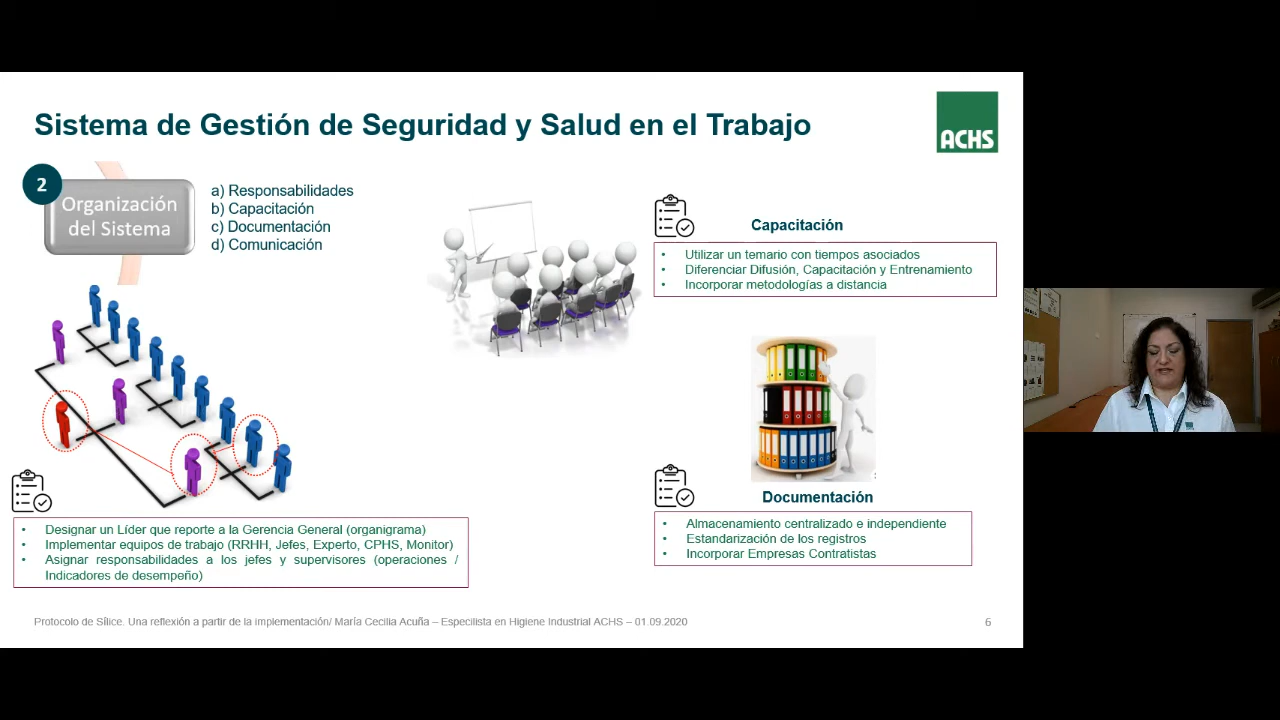 Sistema de Gestión de Seguridad y Salud en el Trabajo
ACHS
2
Organización
del Sistema
a) Responsabilidades
b) Capacitación
c) Documentación
d) Comunicación
Capacitación
• Utilizar un temario con tiempos asociados
• Diferenciar Difusión, Capacitación y Entrenamiento
• Incorporar metodologías a distancia
Documentación
• Almacenamiento centralizado e independiente
• Estandarización de los registros
• Incorporar Empresas Contratistas
• Designar un Líder que reporte a la Gerencia General (organigrama)
• Implementar equipos de trabajo (RRHH, Jefes, Experto, CPHS, Monitor)
• Asignar responsabilidades a los jefes y supervisores (operaciones /
Indicadores de desempeño)
Protocolo de Sílice. Una reflexión a partir de la implementación/ María Cecilia Acuña – Especilista en Higiene Industrial ACHS – 01.09.2020
6